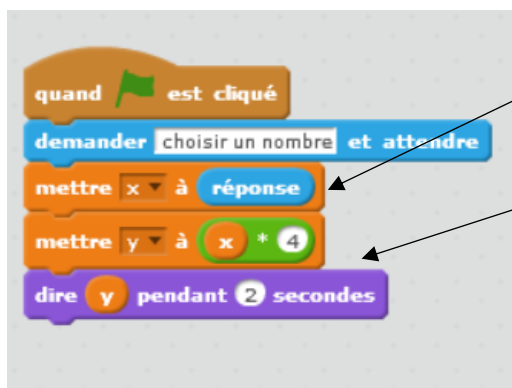 quand est cliqué
demander choisir un nombre et attendre
mettre x à réponse
mettre y à x * 4
dire y pendant 2 secondes